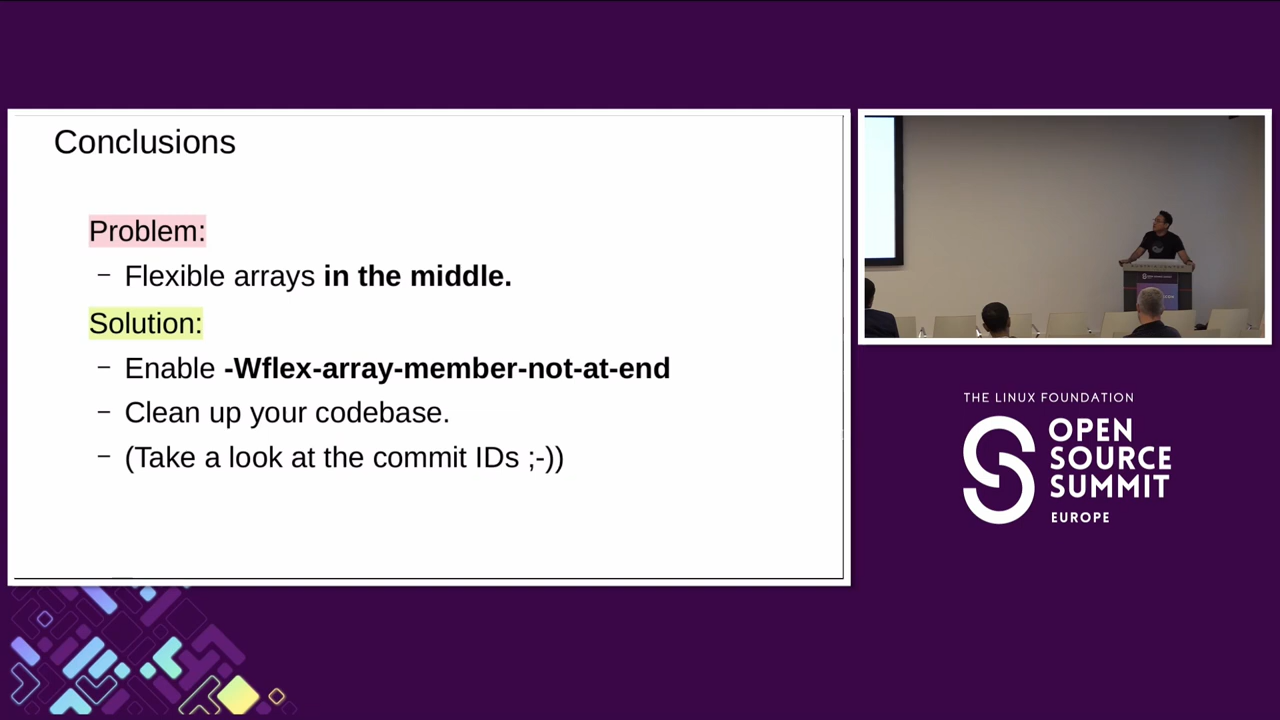 Conclusions
Problem:
– Flexible arrays in the middle.
Solution:
– Enable -Wflex-array-member-not-at-end
– Clean up your codebase.
– (Take a look at the commit IDs ;-))
THE LINUX FOUNDATION
OPEN
SOURCE
SUMMIT
EUROPE